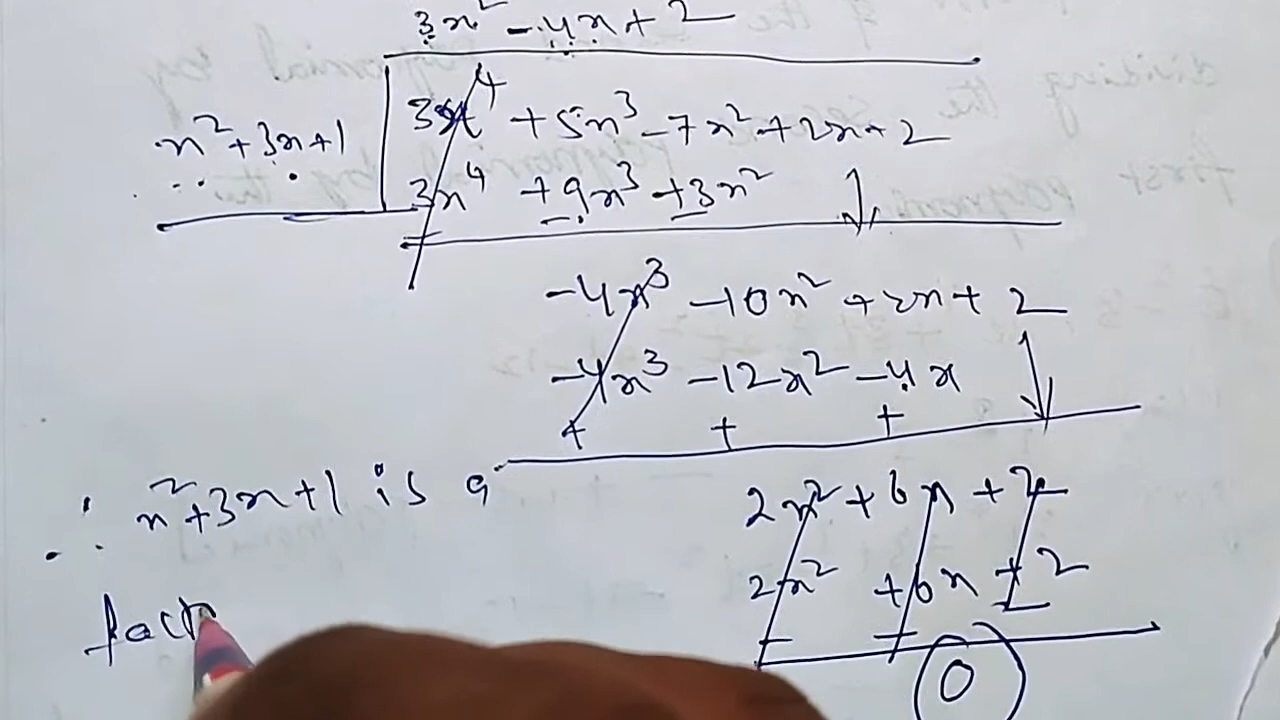 3x² - 4x + 2
x² + 3x + 1
3x⁴ + 5x³ - 7x² + 2x + 2
3x⁴ + 9x³ + 3x²
- - -
-4x³ - 10x² + 2x + 2
-4x³ - 12x² - 4x
+ + +
2x² + 6x + 2
2x² + 6x + 2
- - -
0
∴ x² + 3x + 1 is a
fact